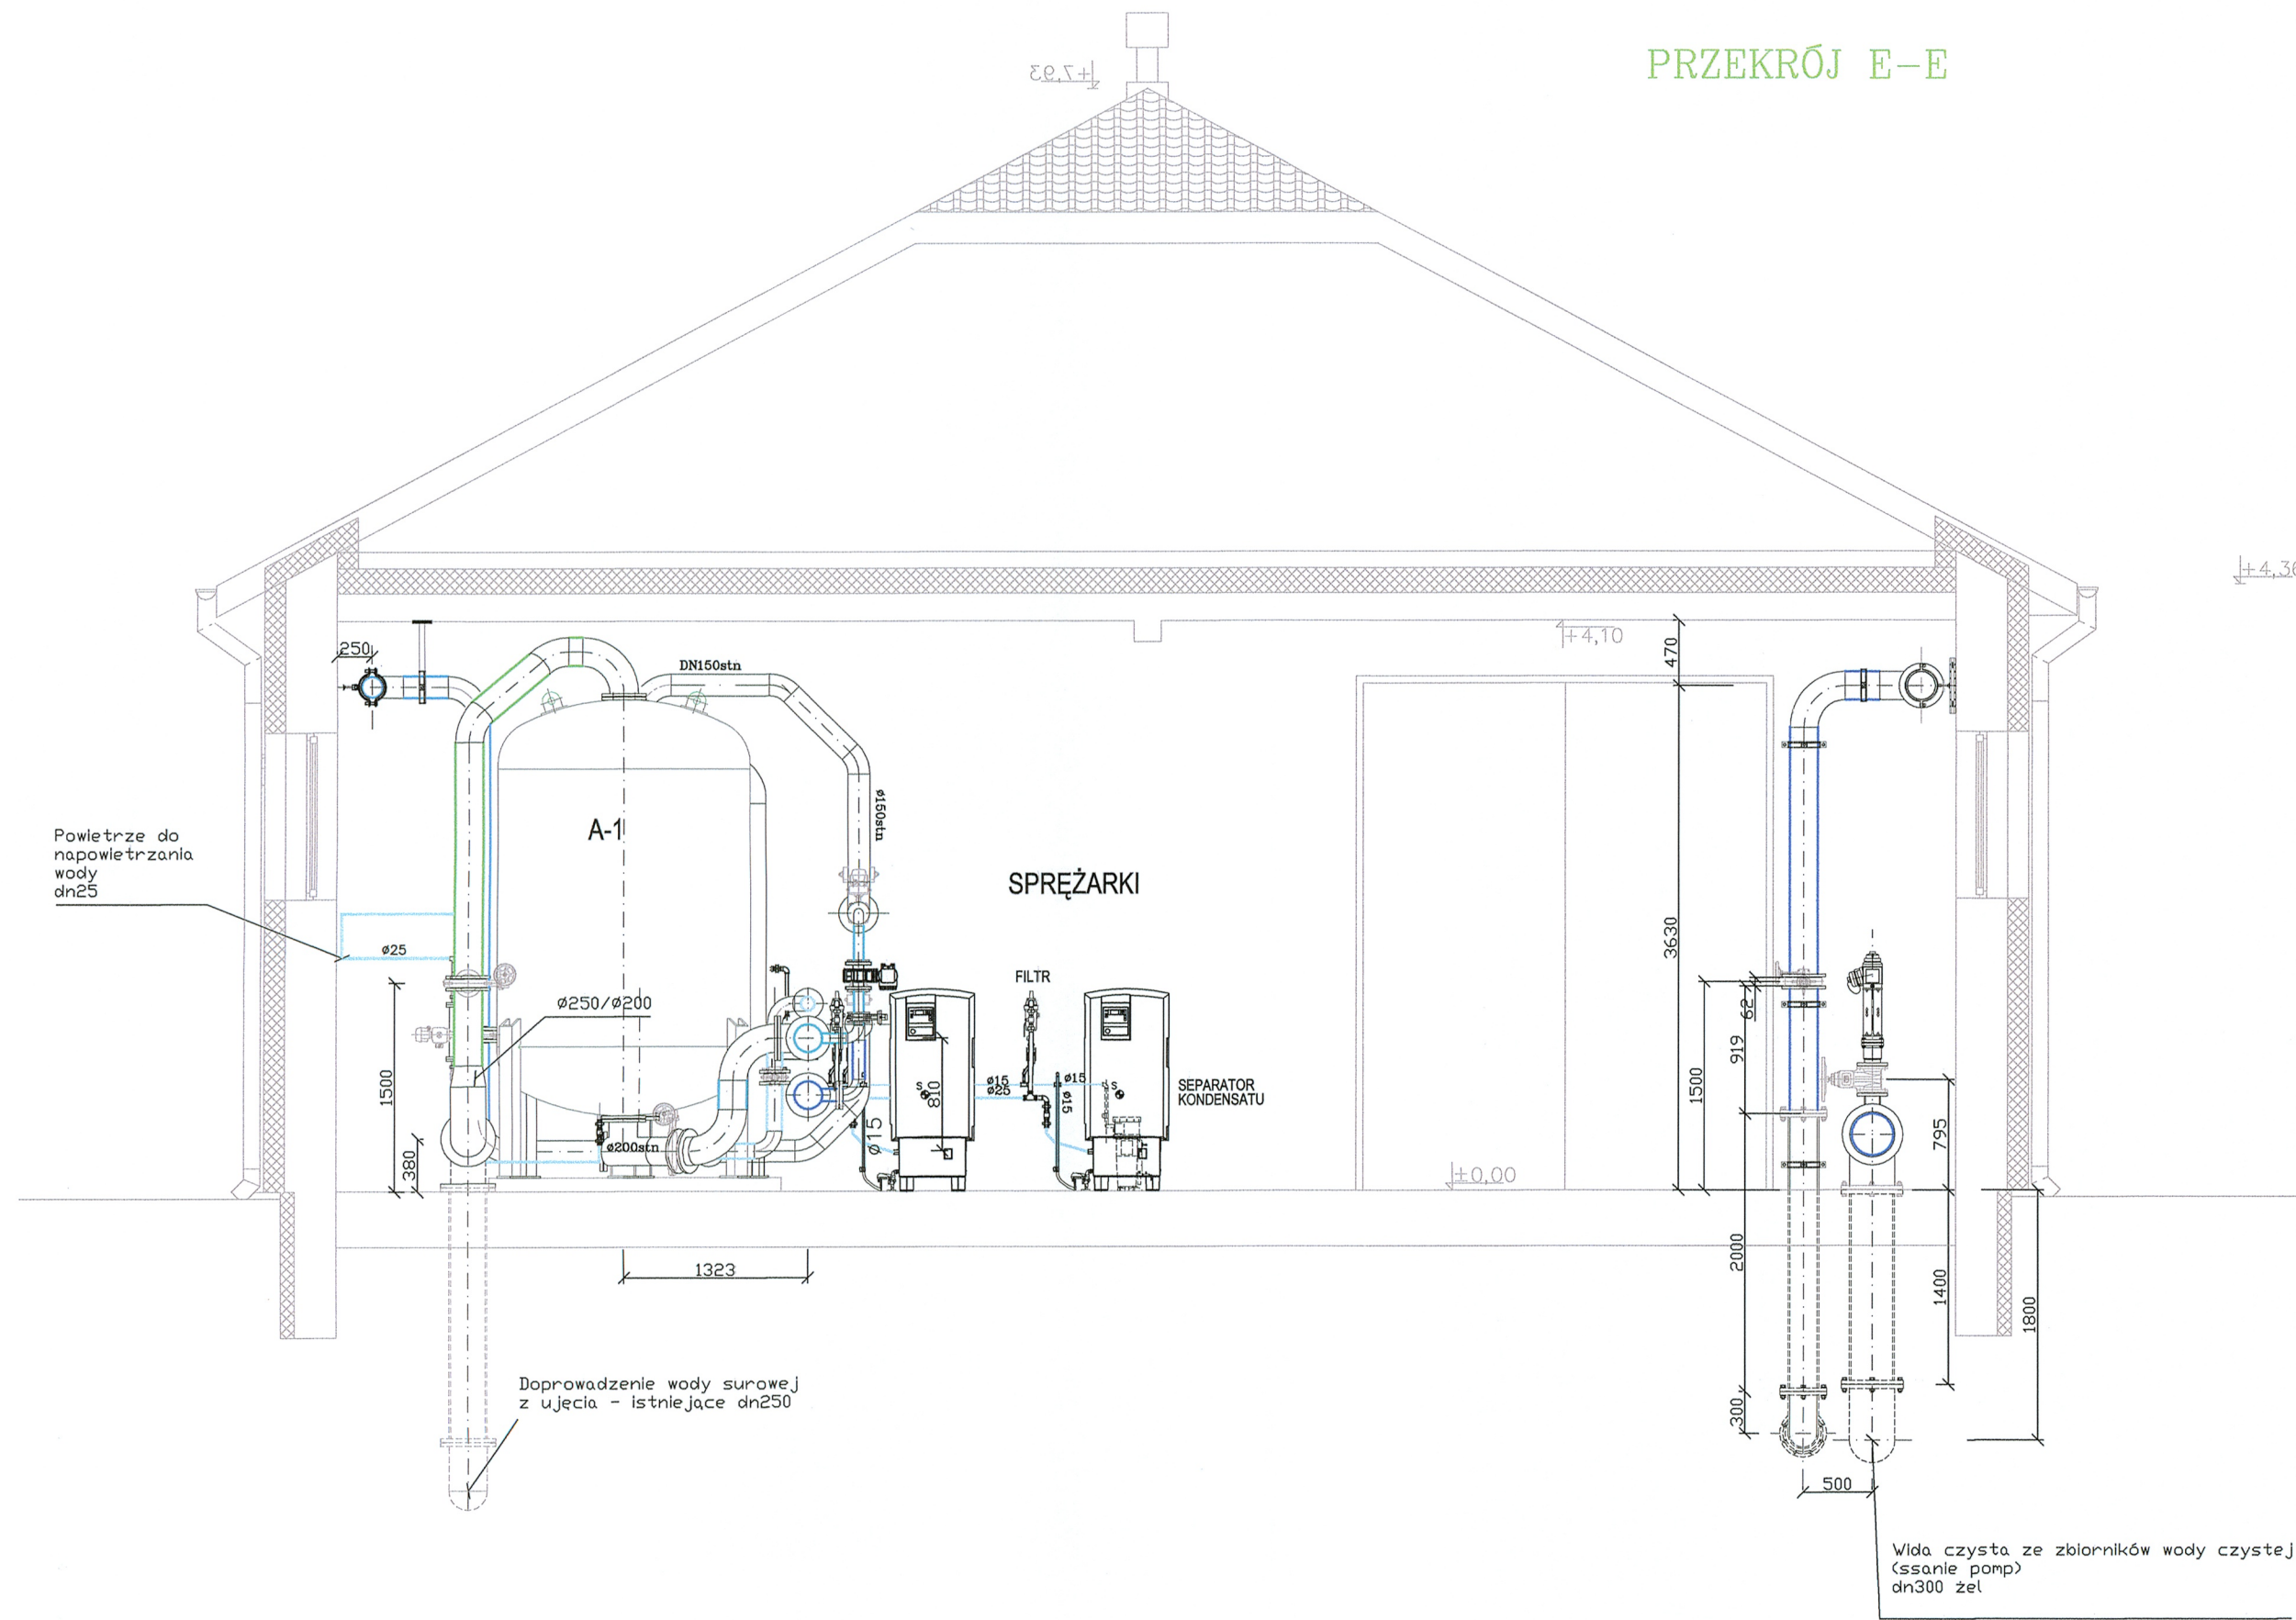 PRZEKRÓJ E-E
+7,93
+4,36
+4,10
470
250
DN150stn
Ø150stn
A-1
Powietrze do
napowietrzania
wody
dn25
SPRĘŻARKI
ø25
FILTR
Ø250/Ø200
3630
62
919
1500
1500
380
ø200stn
Ø15
S
810
ø15
ø25
ø15
ø15
S
SEPARATOR
KONDENSATU
795
±0,00
1323
2000
1400
1800
300
500
Doprowadzenie wody surowej
z ujęcia - istniejące dn250
Wida czysta ze zbiorników wody czystej
(ssanie pomp)
dn300 żel